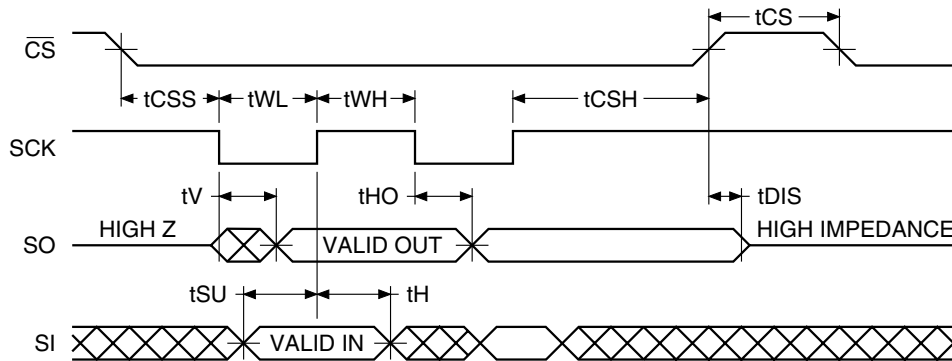 tCS
CS
tCSS tWL tWH tCSH
SCK
tV tHO tDIS
HIGH Z HIGH IMPEDANCE
SO VALID OUT
tSU tH
SI VALID IN